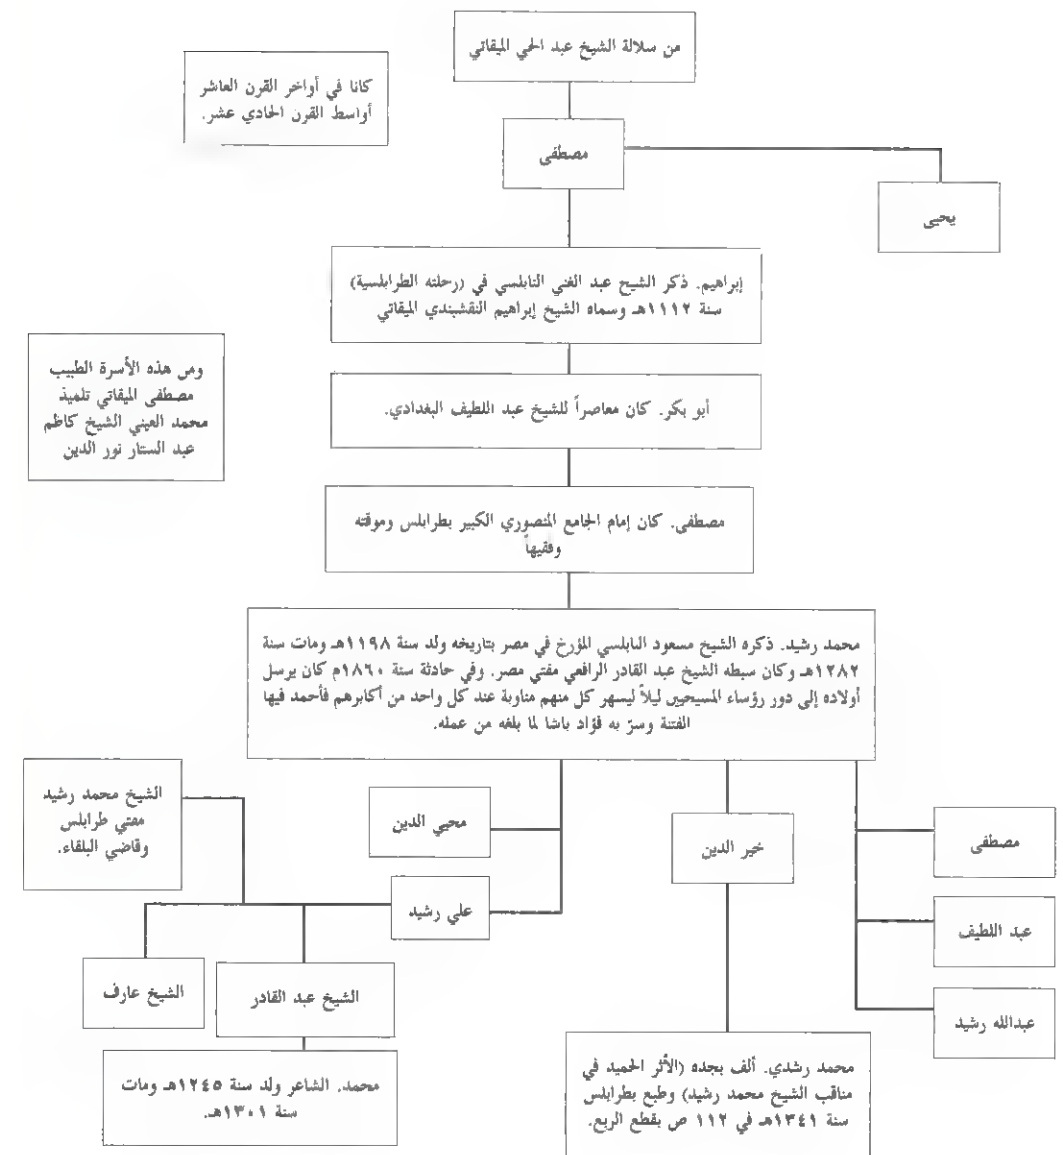 من سلالة الشيخ عبد الحي الميقاتي
كانا في أواخر القرن العاشر
أواسط القرن الحادي عشر.
مصطفى
يحيى
إبراهيم. ذكر الشيخ عبد الغني النابلسي في (رحلته الطرابلسية)
سنة ١١١٢هـ وسماه الشيخ إبراهيم النقشبندي الميقاتي
ومن هذه الأسرة الطبيب
مصطفى الميقاتي تلميذ
محمد العيني الشيخ كاظم
عبد الستار نور الدين
أبو بكر. كان معاصراً للشيخ عبد اللطيف البغدادي.
مصطفى. كان إمام الجامع المنصوري الكبير بطرابلس وموقته
وفقيهاً
محمد رشيد. ذكره الشيخ مسعود النابلسي المؤرخ في مصر بتاريخه ولد سنة ١١٩٨هـ ومات سنة
١٢٨٢هـ وكان سبطه الشيخ عبد القادر الرافعي مفتي مصر. وفي حادثة سنة ١٨٦٠م كان يرسل
أولاده إلى دور رؤساء المسيحيين ليلاً ليسهر كل منهم مناوبة عند كل واحد من أكابرهم فأخمد فيها
الفتنة وسرّ به فؤاد باشا لما بلغه من عمله.
مصطفى
عبد اللطيف
عبدالله رشيد
خير الدين
محمد رشدي. ألف بجده (الأثر الحميد في
مناقب الشيخ محمد رشيد) وطبع بطرابلس
سنة ١٣٤١هـ في ١١٢ ص بقطع الربع.
محيي الدين
علي رشيد
الشيخ محمد رشيد
مفتي طرابلس
وقاضي البلقاء.
الشيخ عبد القادر
الشيخ عارف
محمد. الشاعر ولد سنة ١٢٤٥هـ ومات
سنة ١٣٠١هـ.